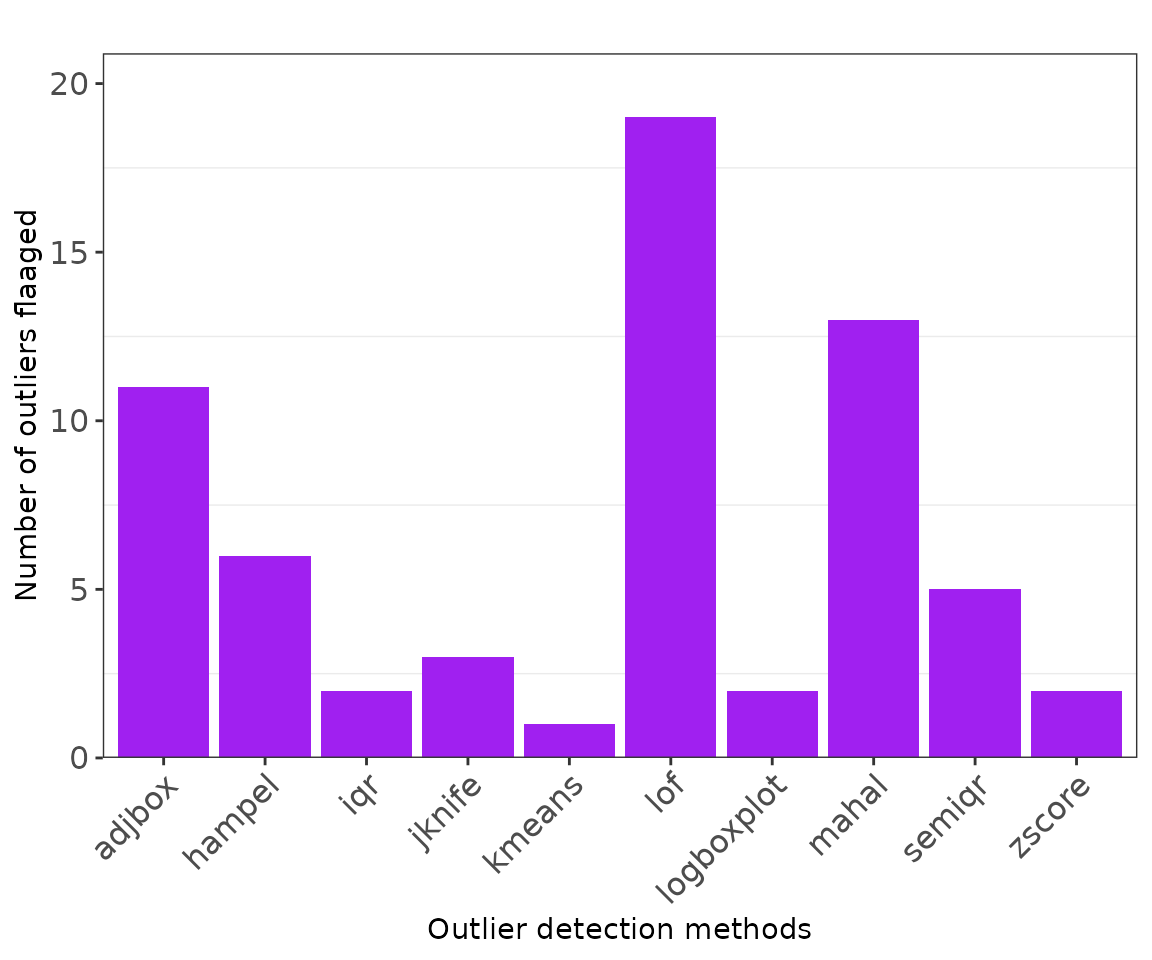 Number of outliers flaaged
20
15
10
5
0
adjbox
hampel
iqr
jknife
kmeans
lof
logboxplot
mahal
semiqr
zscore
Outlier detection methods